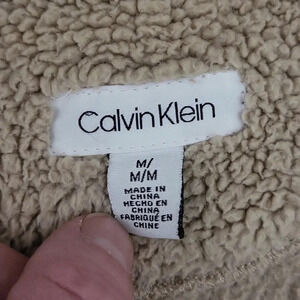 Calvin Klein
M/
M/M
MADE IN
CHINA
HECHO EN
CHINA
FABRIQUÉ EN
CHINE